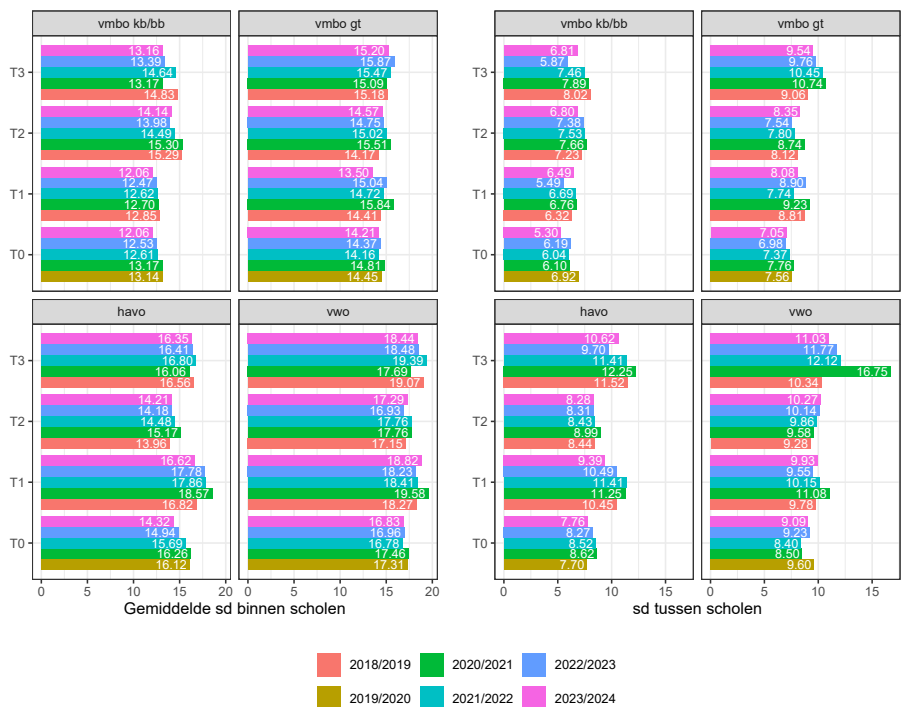 vmbo kb/bb vmbo gt vmbo kb/bb vmbo gt
13.16 15.20 6.81 9.54
13.39 15.87 5.87 9.76
T3 14.64 15.47 T3 7.46 10.45
13.17 15.09 7.89 10.74
14.83 15.18 8.02 9.06
14.14 14.57 6.80 8.35
13.98 14.75 7.38 7.54
T2 14.49 15.02 T2 7.53 7.80
15.30 15.51 7.66 8.74
15.29 14.17 7.23 8.12
12.06 13.50 6.49 8.08
12.47 15.04 5.49 8.90
T1 12.62 14.72 T1 6.69 7.74
12.70 15.84 6.76 9.23
12.85 14.41 6.32 8.81
12.06 14.21 5.30 7.05
12.53 14.37 6.19 6.98
T0 12.61 14.16 T0 6.04 7.37
13.17 14.81 6.10 7.76
13.14 14.45 6.92 7.56
havo vwo havo vwo
16.35 18.44 10.62 11.03
16.41 18.48 9.70 11.77
T3 16.80 19.39 T3 11.41 12.12
16.06 17.69 12.25 16.75
16.56 19.07 11.52 10.34
14.21 17.29 8.28 10.27
14.18 16.93 8.31 10.14
T2 14.48 17.76 T2 8.43 9.86
15.17 17.76 8.99 9.58
13.96 17.15 8.44 9.28
16.62 18.82 9.39 9.93
17.78 18.23 10.49 9.55
T1 17.86 18.41 T1 11.41 10.15
18.57 19.58 11.25 11.08
16.82 18.27 10.45 9.78
14.32 16.83 7.76 9.09
14.94 16.96 8.27 9.23
T0 15.69 16.78 T0 8.52 8.40
16.26 17.46 8.62 8.50
16.12 17.31 7.70 9.60
0 5 10 15 20 0 5 10 15 20 0 5 10 15 0 5 10 15
Gemiddelde sd binnen scholen sd tussen scholen
2018/2019 2020/2021 2022/2023
2019/2020 2021/2022 2023/2024